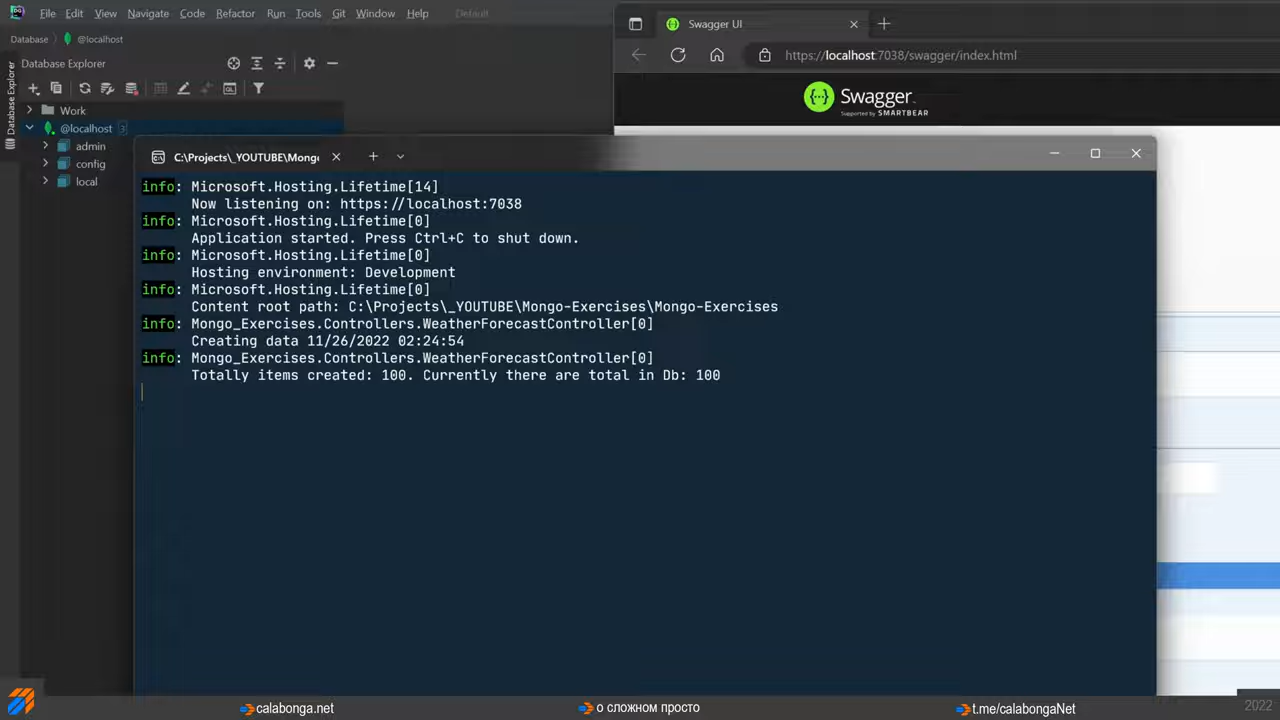 File Edit View Navigate Code Refactor Run Tools Git Window Help Default
Database @localhost
Database Explorer
Database Explorer
Work
@localhost 3
admin
config
local
Swagger UI
https://localhost:7038/swagger/index.html
Swagger
Supported by SMARTBEAR
C:\Projects\_YOUTUBE\Mong
info: Microsoft.Hosting.Lifetime[14]
Now listening on: https://localhost:7038
info: Microsoft.Hosting.Lifetime[0]
Application started. Press Ctrl+C to shut down.
info: Microsoft.Hosting.Lifetime[0]
Hosting environment: Development
info: Microsoft.Hosting.Lifetime[0]
Content root path: C:\Projects\_YOUTUBE\Mongo-Exercises\Mongo-Exercises
info: Mongo_Exercises.Controllers.WeatherForecastController[0]
Creating data 11/26/2022 02:24:54
info: Mongo_Exercises.Controllers.WeatherForecastController[0]
Totally items created: 100. Currently there are total in Db: 100
calabonga.net
о сложном просто
t.me/calabongaNet
2022